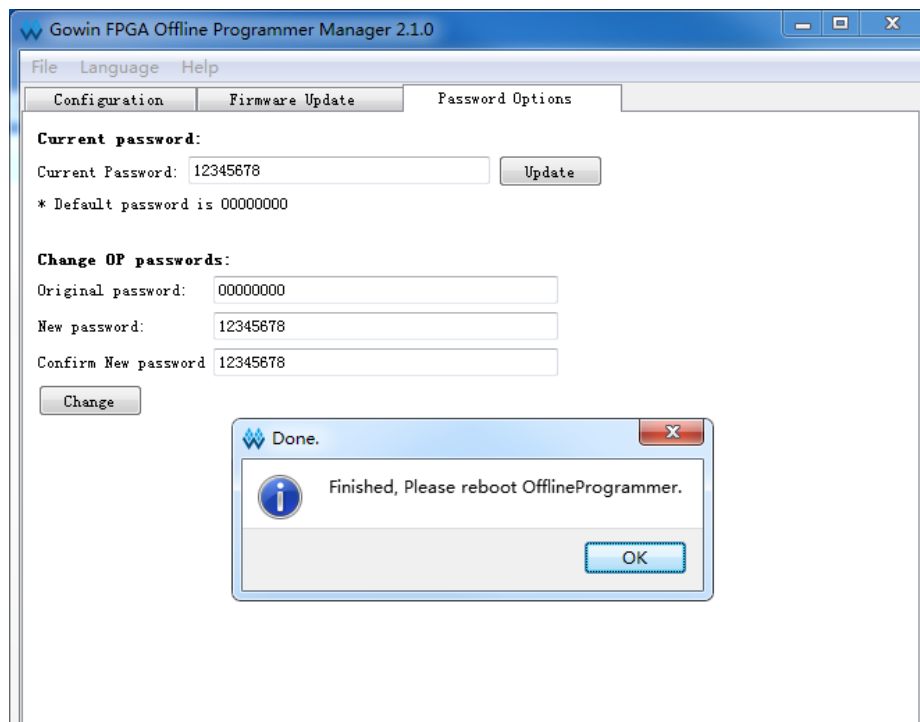 Gowin FPGA Offline Programmer Manager 2.1.0
File Language Help
Configuration Firmware Update Password Options
Current password:
Current Password: 12345678 Update
* Default password is 00000000
Change OP passwords:
Original password: 00000000
New password: 12345678
Confirm New password 12345678
Change
Done.
Finished, Please reboot OfflineProgrammer.
OK